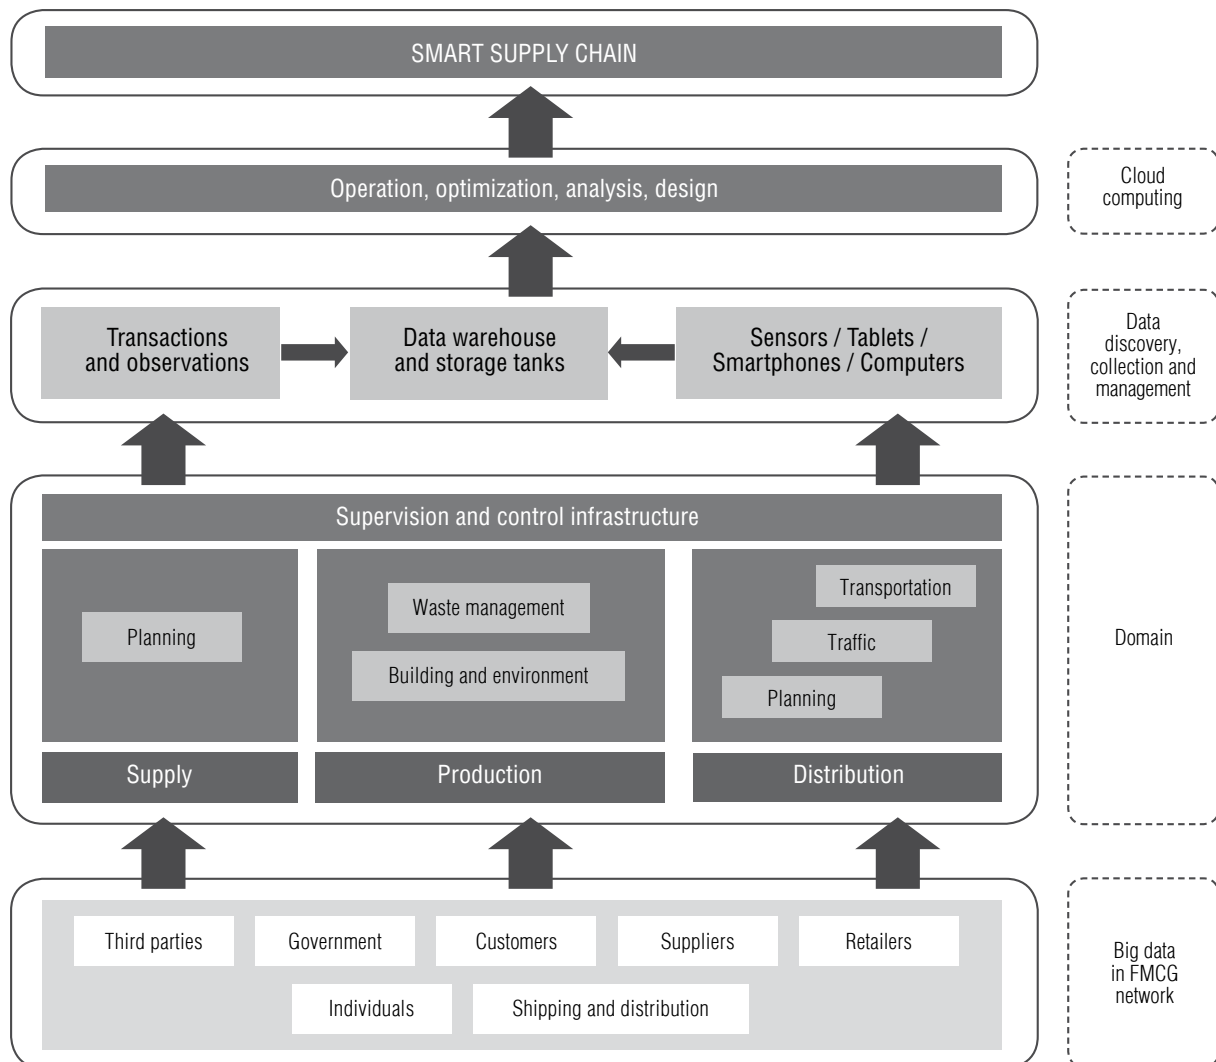 SMART SUPPLY CHAIN
Operation, optimization, analysis, design
Cloud
computing
Transactions
and observations
Data warehouse
and storage tanks
Sensors / Tablets /
Smartphones / Computers
Data
discovery,
collection and
management
Supervision and control infrastructure
Planning
Waste management
Building and environment
Transportation
Traffic
Planning
Supply
Production
Distribution
Domain
Third parties
Government
Customers
Suppliers
Retailers
Individuals
Shipping and distribution
Big data
in FMCG
network